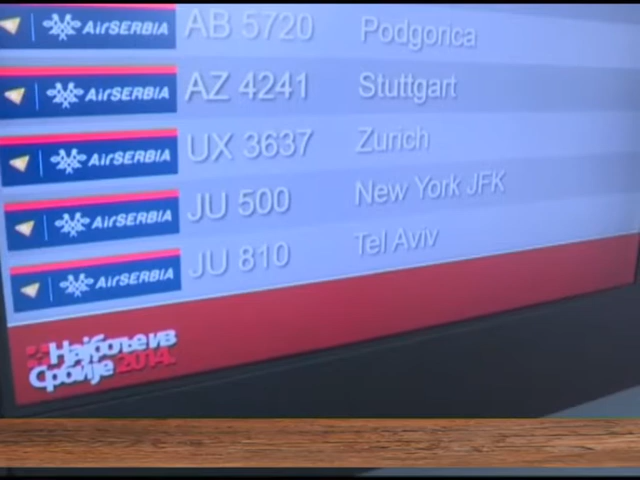 AirSERBIA AB 5720 Podgorica
AirSERBIA AZ 4241 Stuttgart
AirSERBIA UX 3637 Zurich
AirSERBIA JU 500 New York JFK
AirSERBIA JU 810 Tel Aviv
Најбоље из
Србије 2014.